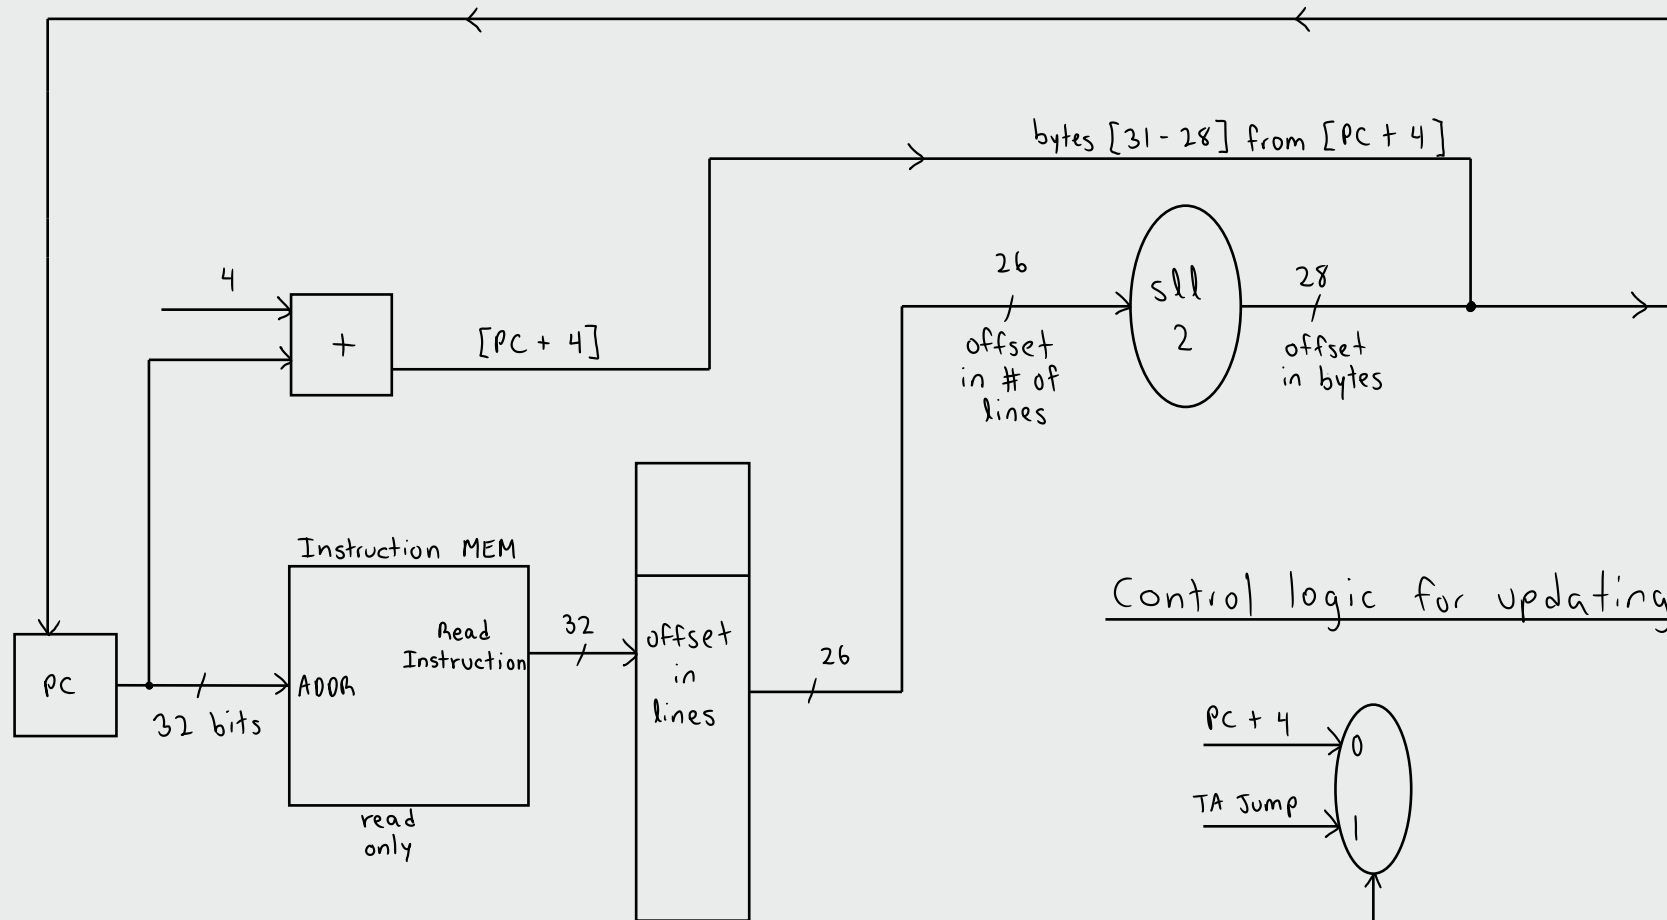 bytes [31 - 28] from [PC + 4]
4
+
[PC + 4]
26
offset
in # of
lines
sll
2
28
offset
in bytes
Instruction MEM
Read
Instruction
ADDR
read
only
PC
32 bits
32
offset
in
lines
26
Control logic for updating
PC + 4
0
TA Jump
1